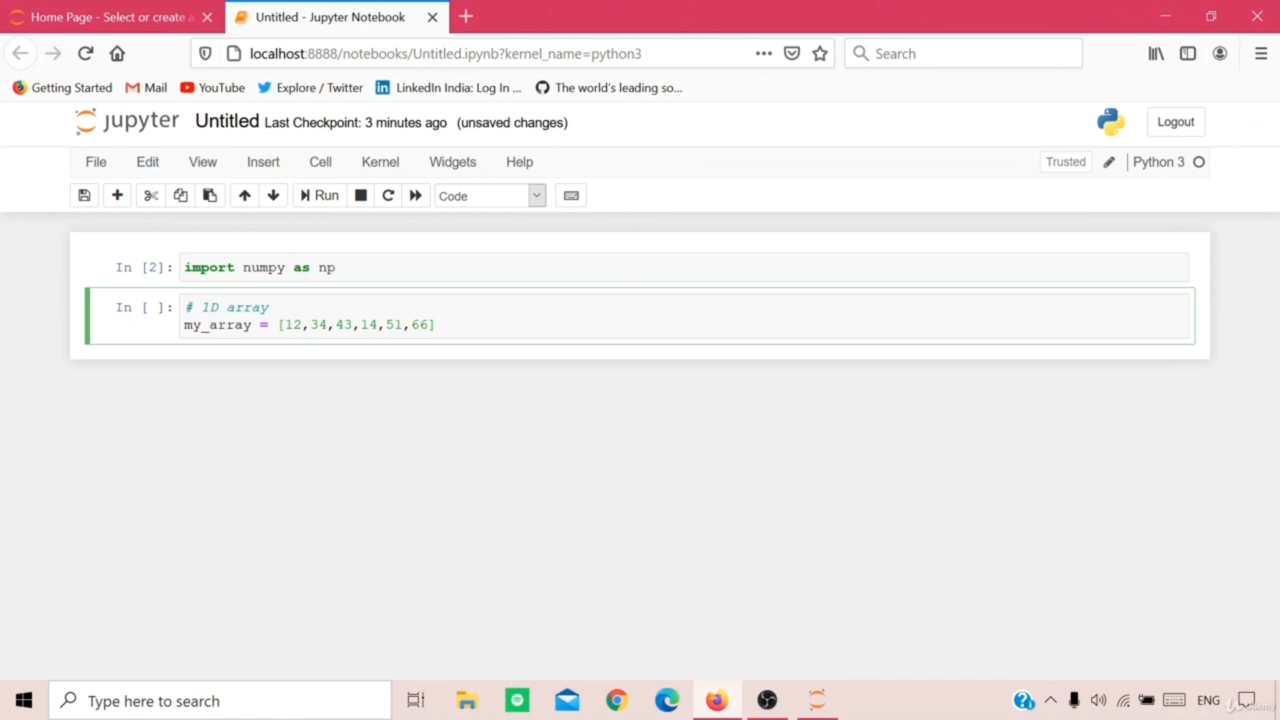 Home Page - Select or create a
Untitled - Jupyter Notebook
localhost:8888/notebooks/Untitled.ipynb?kernel_name=python3
Search
Getting Started
Mail
YouTube
Explore / Twitter
LinkedIn India: Log In ...
The world's leading so...
jupyter
Untitled Last Checkpoint: 3 minutes ago (unsaved changes)
Logout
File Edit View Insert Cell Kernel Widgets Help
Trusted
Python 3
Run
Code
In [2]: import numpy as np
In [ ]: # 1D array
my_array = [12,34,43,14,51,66]
Type here to search
ENG
Udemy